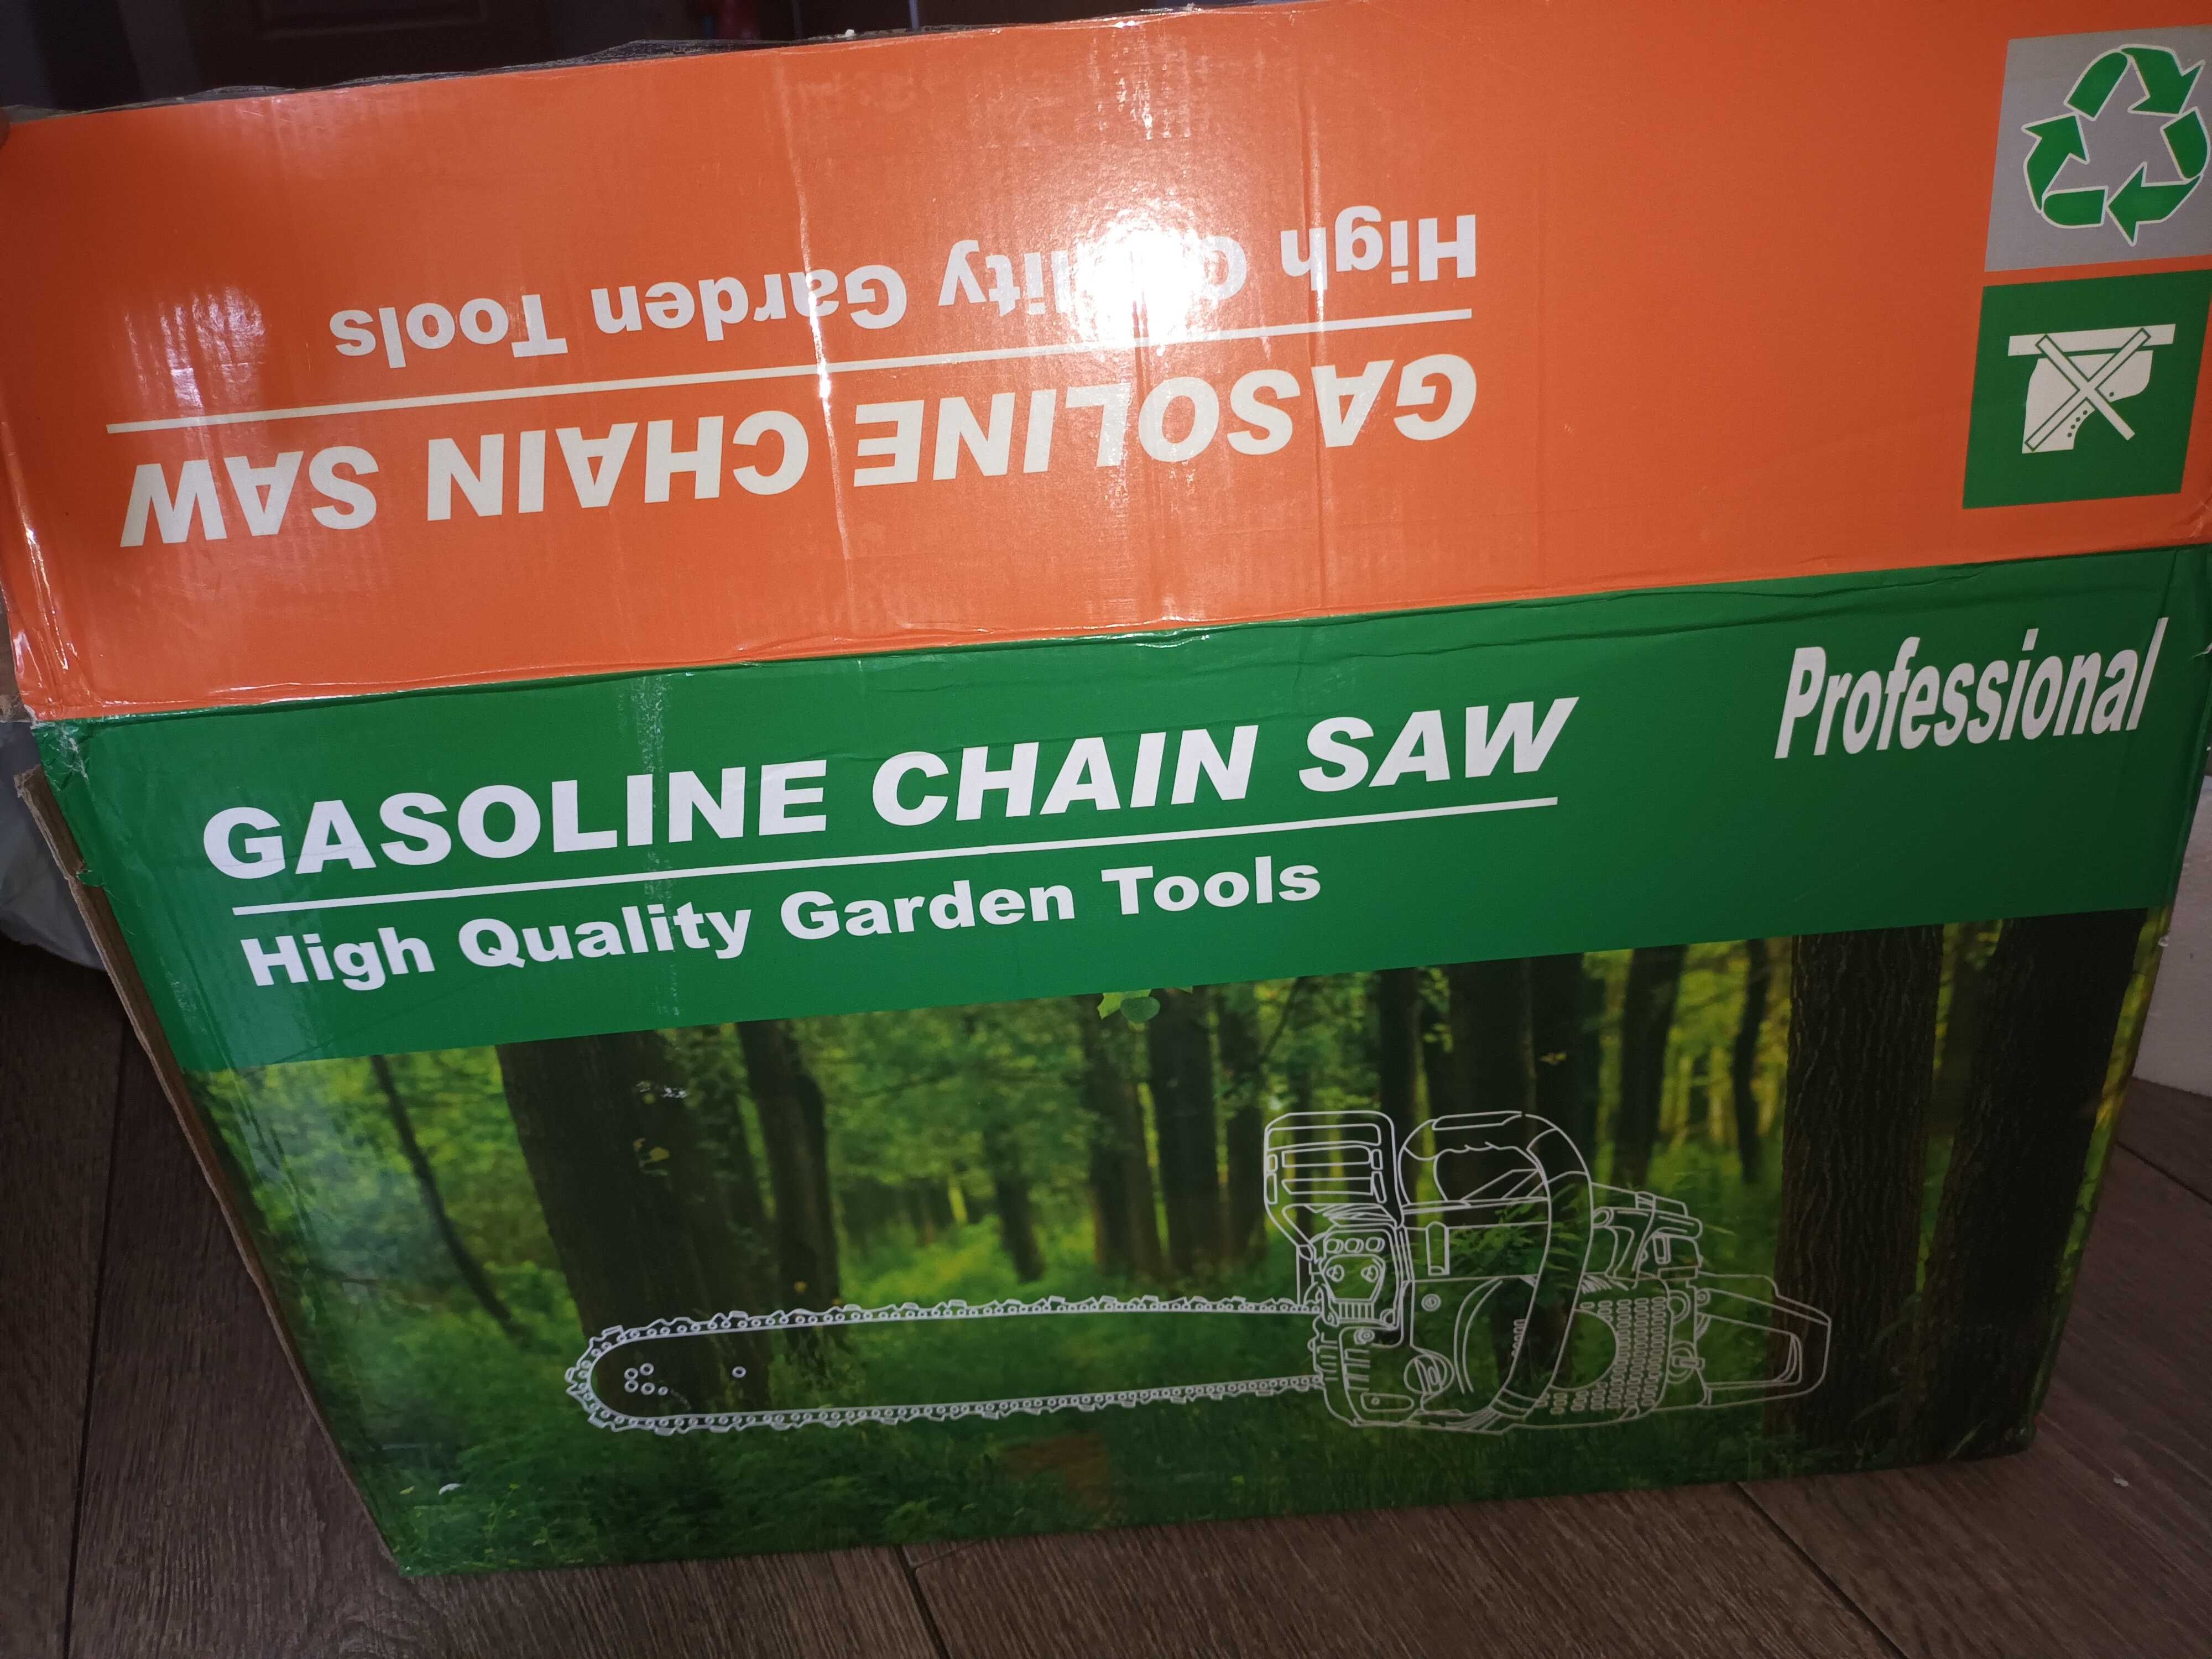 High Quality Garden Tools
GASOLINE CHAIN SAW
Professional
GASOLINE CHAIN SAW
High Quality Garden Tools